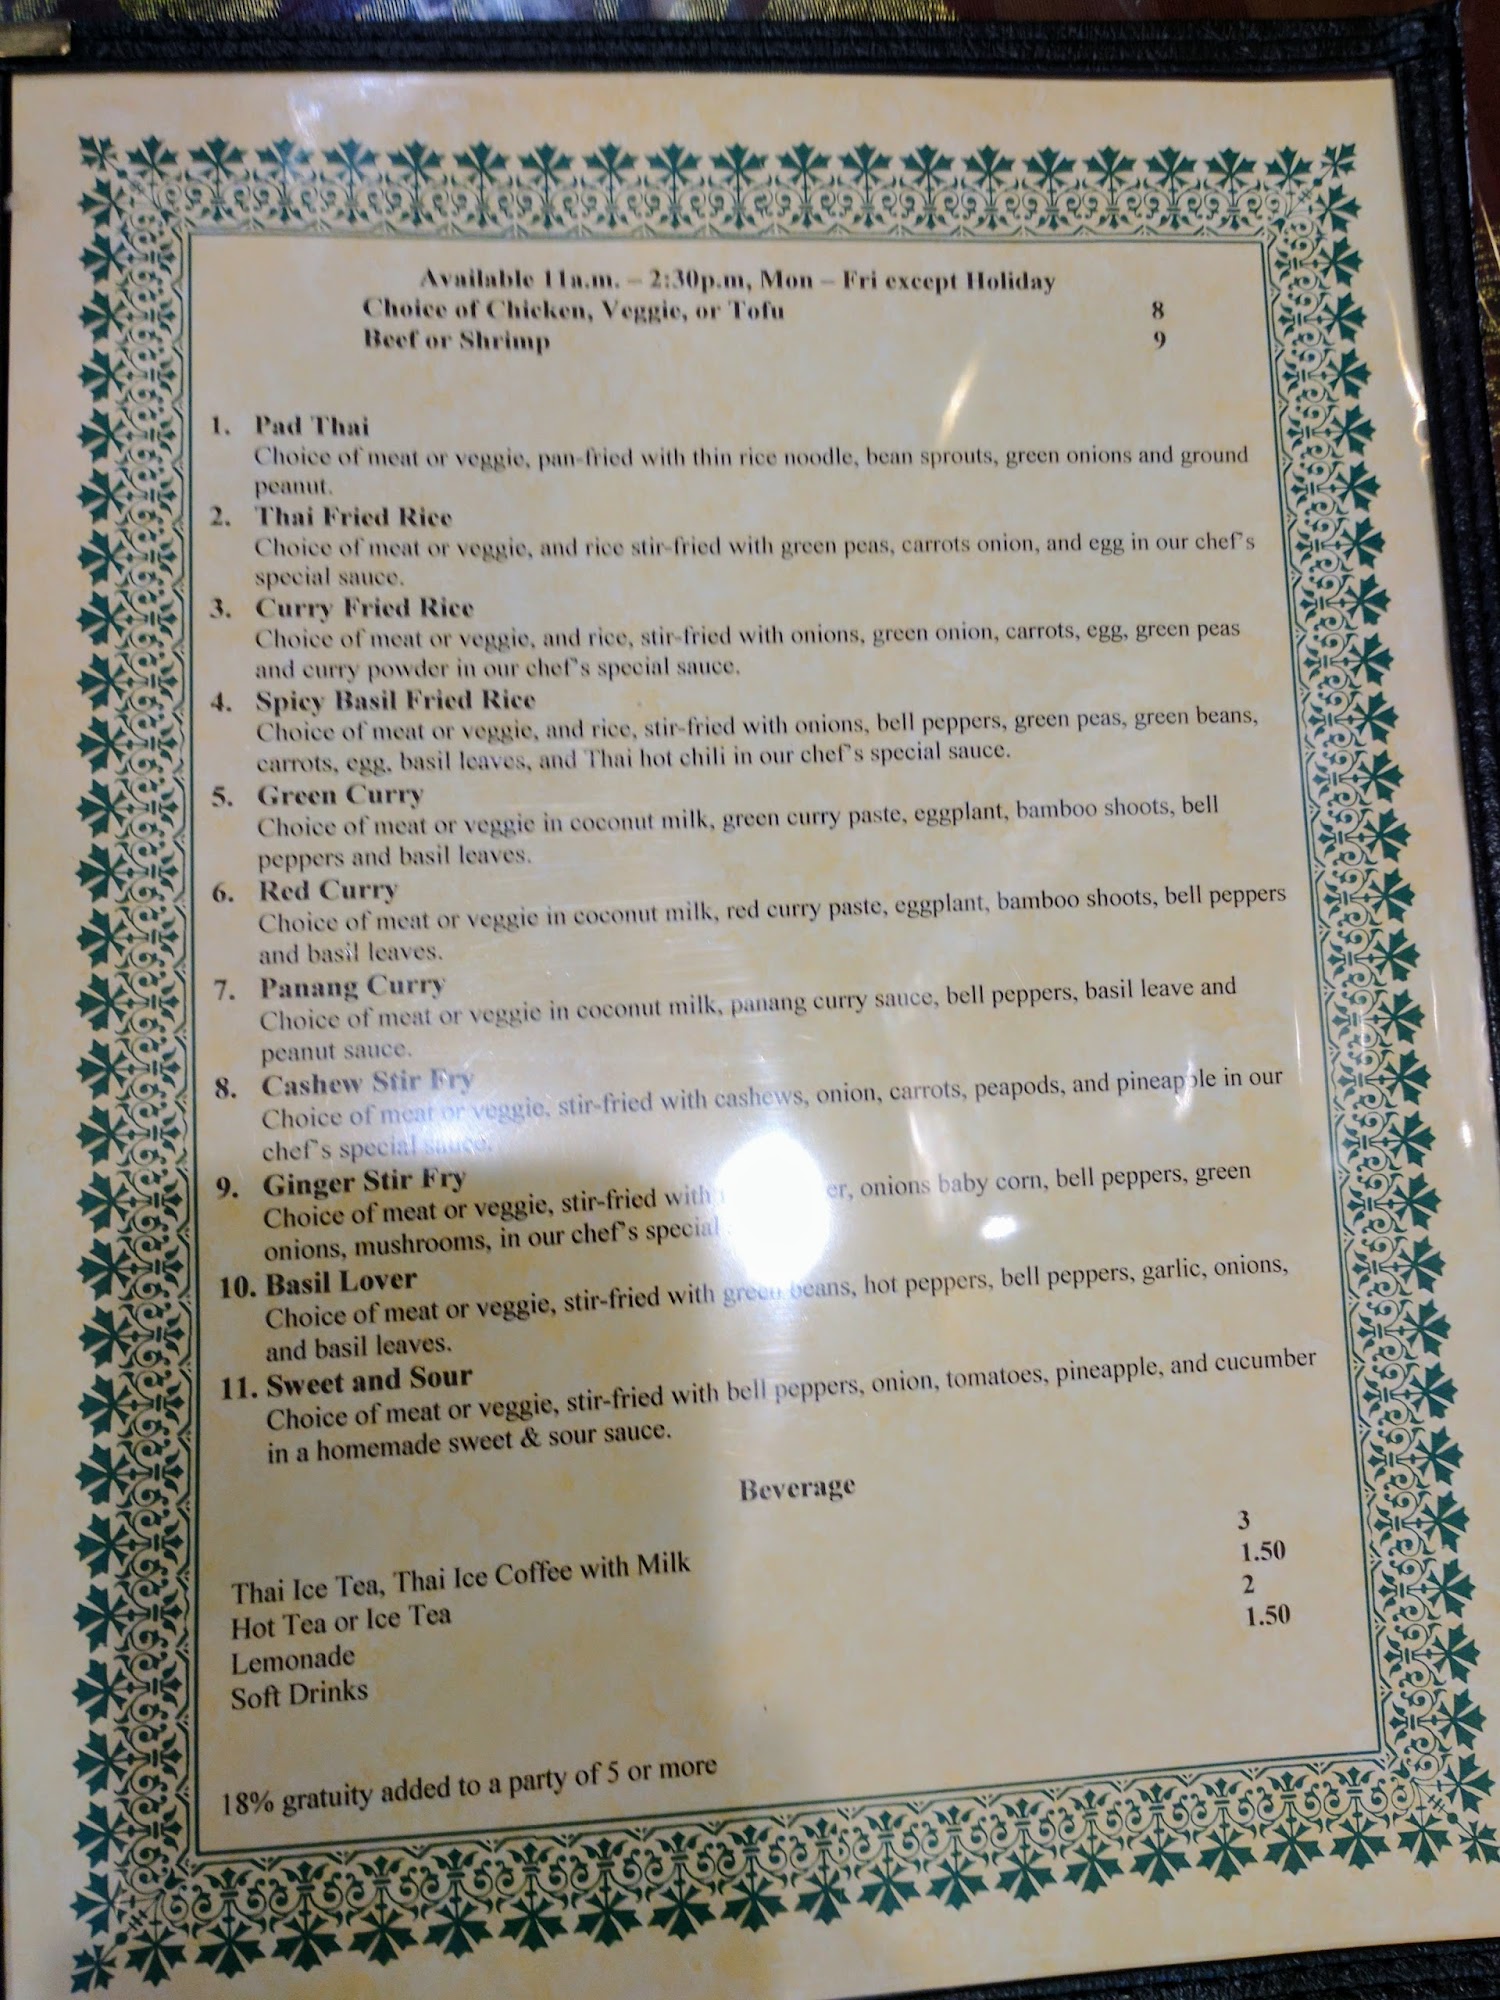 Available 11a.m. – 2:30p.m, Mon – Fri except Holiday
Choice of Chicken, Veggie, or Tofu 8
Beef or Shrimp 9
1. Pad Thai
Choice of meat or veggie, pan-fried with thin rice noodle, bean sprouts, green onions and ground
peanut.
2. Thai Fried Rice
Choice of meat or veggie, and rice stir-fried with green peas, carrots onion, and egg in our chef's
special sauce.
3. Curry Fried Rice
Choice of meat or veggie, and rice, stir-fried with onions, green onion, carrots, egg, green peas
and curry powder in our chef's special sauce.
4. Spicy Basil Fried Rice
Choice of meat or veggie, and rice, stir-fried with onions, bell peppers, green peas, green beans,
carrots, egg, basil leaves, and Thai hot chili in our chef's special sauce.
5. Green Curry
Choice of meat or veggie in coconut milk, green curry paste, eggplant, bamboo shoots, bell
peppers and basil leaves.
6. Red Curry
Choice of meat or veggie in coconut milk, red curry paste, eggplant, bamboo shoots, bell peppers
and basil leaves.
7. Panang Curry
Choice of meat or veggie in coconut milk, panang curry sauce, bell peppers, basil leave and
peanut sauce.
8. Cashew Stir Fry
Choice of meat or veggie, stir-fried with cashews, onion, carrots, peapods, and pineapple in our
chef's special sauce.
9. Ginger Stir Fry
Choice of meat or veggie, stir-fried with onions baby corn, bell peppers, green
onions, mushrooms, in our chef's special
10. Basil Lover
Choice of meat or veggie, stir-fried with green beans, hot peppers, bell peppers, garlic, onions,
and basil leaves.
11. Sweet and Sour
Choice of meat or veggie, stir-fried with bell peppers, onion, tomatoes, pineapple, and cucumber
in a homemade sweet & sour sauce.
Beverage
Thai Ice Tea, Thai Ice Coffee with Milk 3
Hot Tea or Ice Tea 1.50
Lemonade 2
Soft Drinks 1.50
18% gratuity added to a party of 5 or more